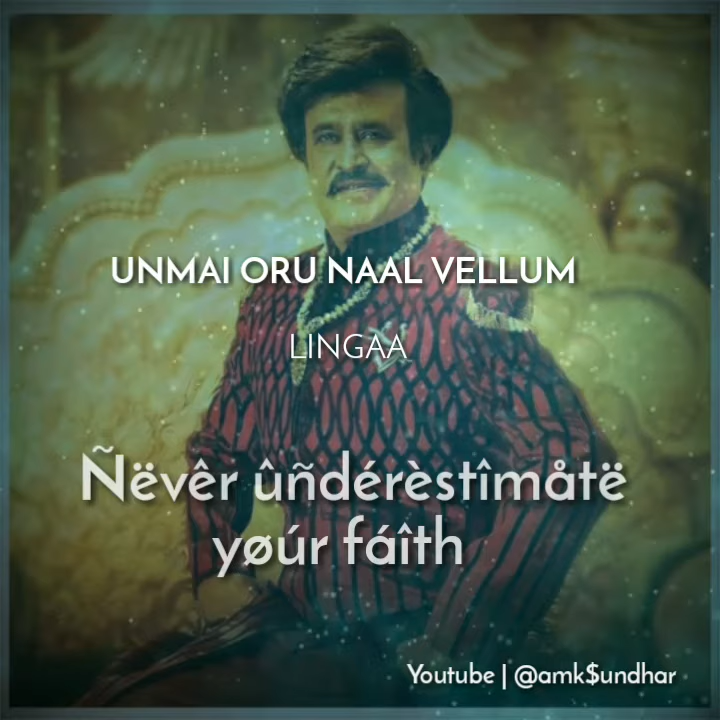 UNMAI ORU NAAL VELLUM
LINGAA
Ñëvêr ûñdérèstîmåtë
yøúr fáîth
Youtube | @amk$undhar